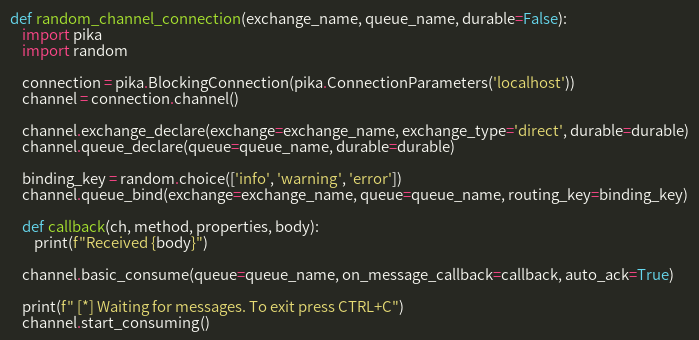 def random_channel_connection(exchange_name, queue_name, durable=False):
    import pika
    import random

    connection = pika.BlockingConnection(pika.ConnectionParameters('localhost'))
    channel = connection.channel()

    channel.exchange_declare(exchange=exchange_name, exchange_type='direct', durable=durable)
    channel.queue_declare(queue=queue_name, durable=durable)

    binding_key = random.choice(['info', 'warning', 'error'])
    channel.queue_bind(exchange=exchange_name, queue=queue_name, routing_key=binding_key)

    def callback(ch, method, properties, body):
        print(f"Received {body}")

    channel.basic_consume(queue=queue_name, on_message_callback=callback, auto_ack=True)

    print(f" [*] Waiting for messages. To exit press CTRL+C")
    channel.start_consuming()